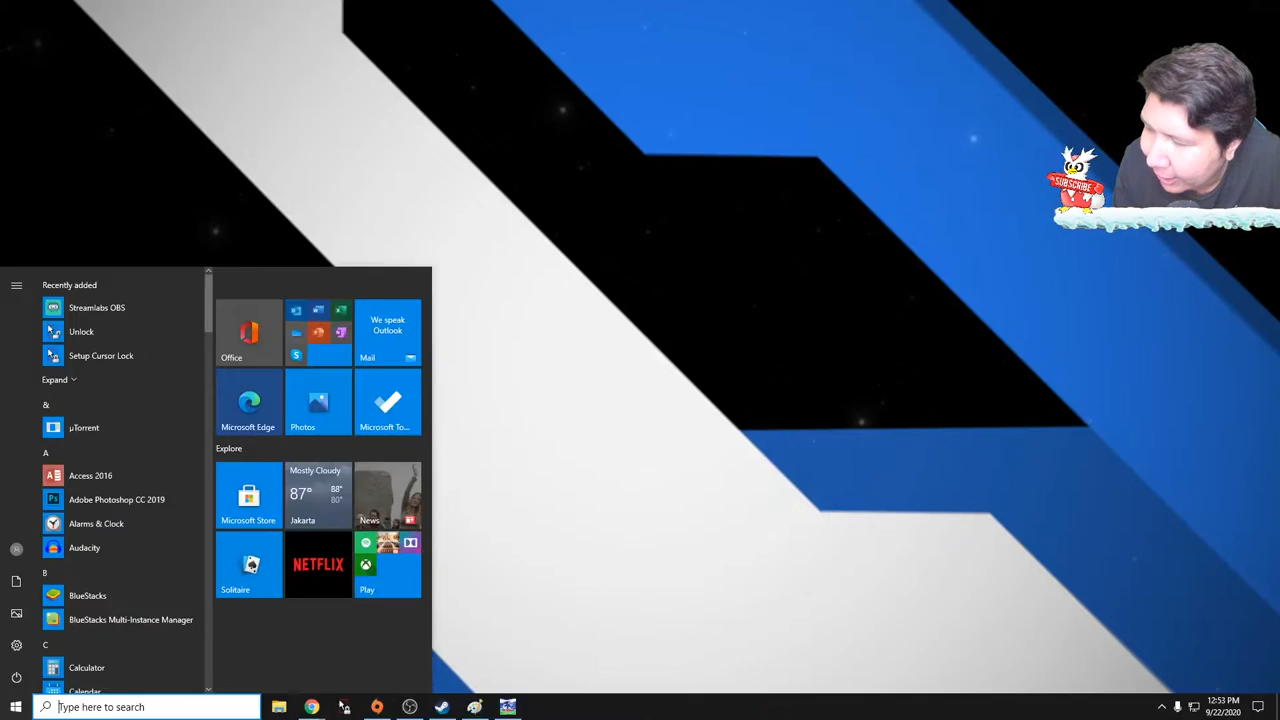 SUBSCRIBE
Recently added
Streamlabs OBS
Unlock
Setup Cursor Lock
Expand
&
µTorrent
A
Access 2016
Adobe Photoshop CC 2019
Alarms & Clock
Audacity
B
BlueStacks
BlueStacks Multi-Instance Manager
C
Calculator
Calendar
Office
We speak
Outlook
Mail
Microsoft Edge
Photos
Microsoft To...
Explore
Microsoft Store
Mostly Cloudy
87° 88°
80°
Jakarta
News
Solitaire
NETFLIX
Play
Type here to search
12:53 PM
9/22/2020